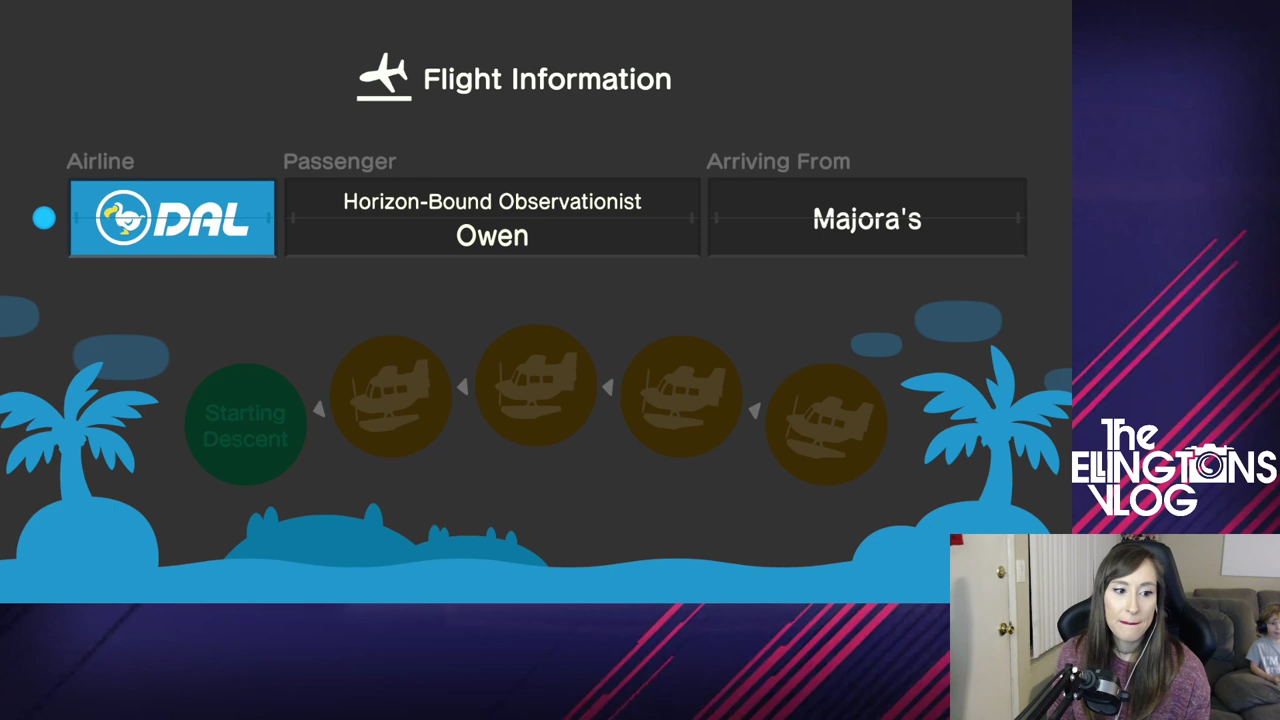 Flight Information
Airline
Passenger
Arriving From
DAL
Horizon-Bound Observationist
Owen
Majora's
Starting
Descent
The
ELLINGTONS
VLOG